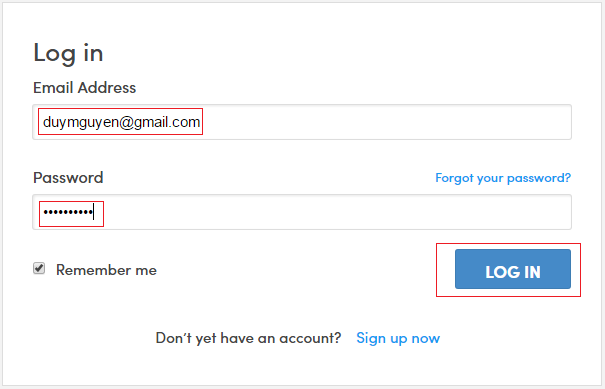 Log in
Email Address
duymguyen@gmail.com
Password Forgot your password?
••••••••••
Remember me LOG IN
Don't yet have an account? Sign up now